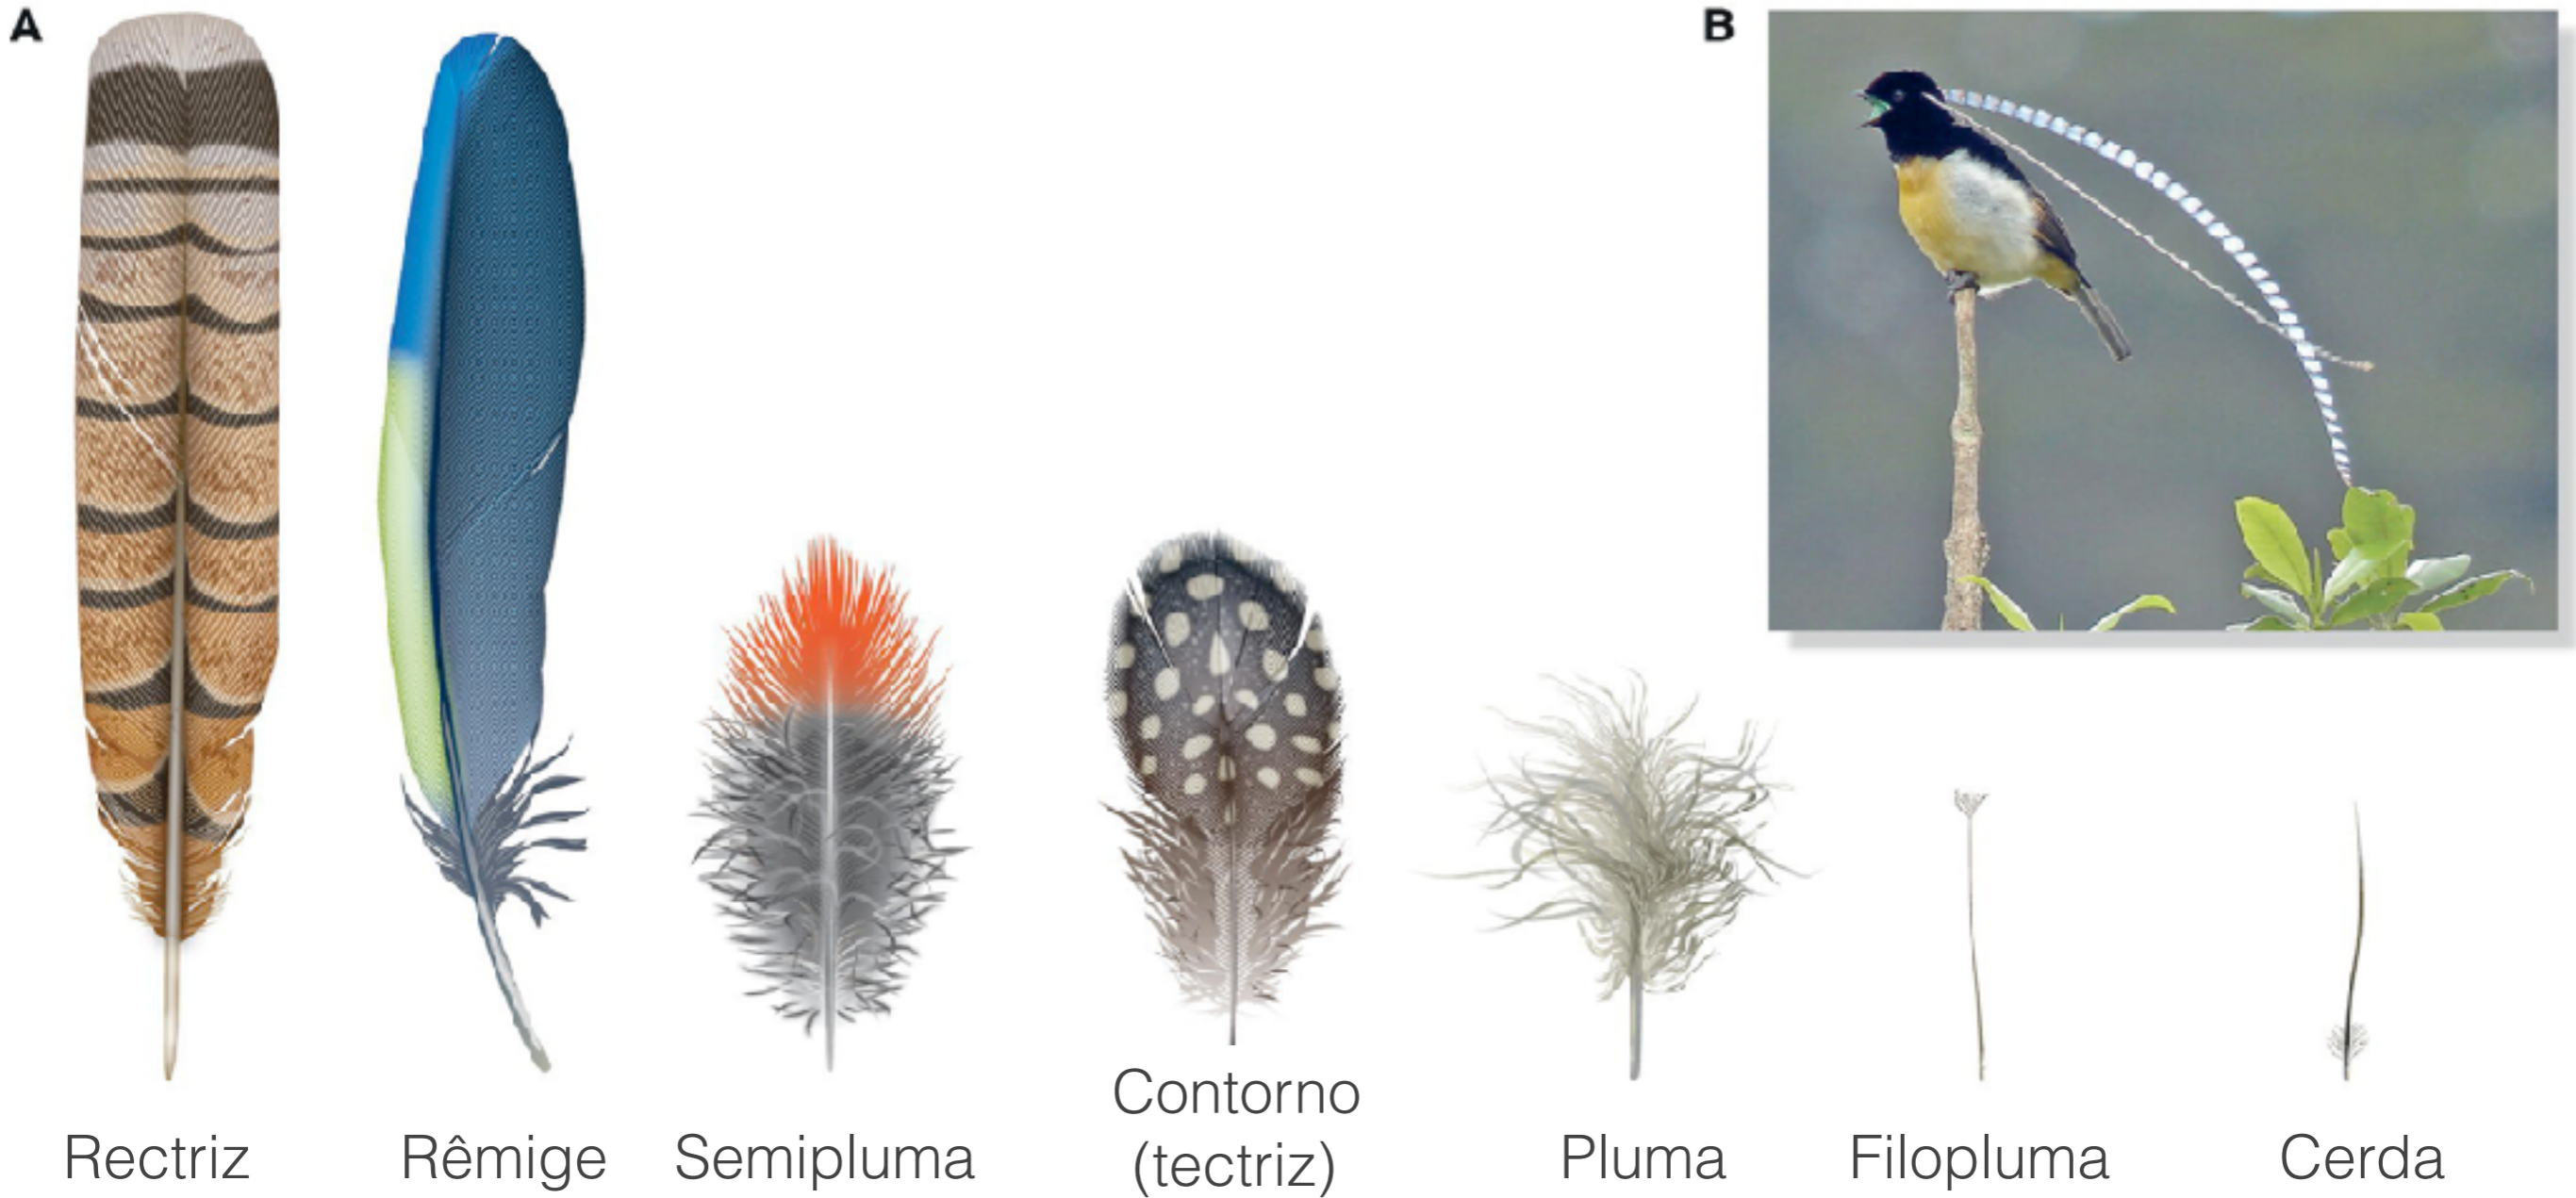 A
B
Rectriz
Rêmige
Semipluma
Contorno
(tectriz)
Pluma
Filopluma
Cerda